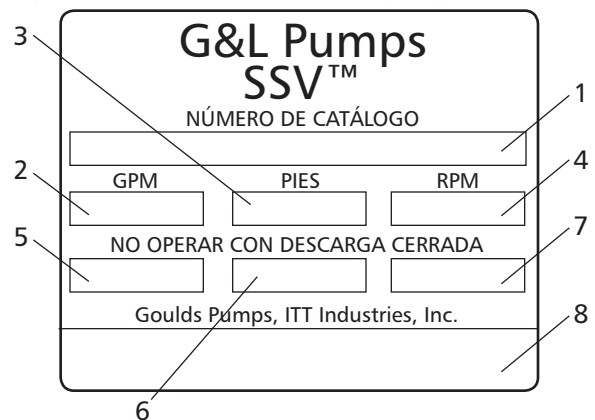 3
G&L Pumps
SSV™
NÚMERO DE CATÁLOGO
1
2
GPM PIES RPM
4
5
NO OPERAR CON DESCARGA CERRADA
7
Goulds Pumps, ITT Industries, Inc.
8
6